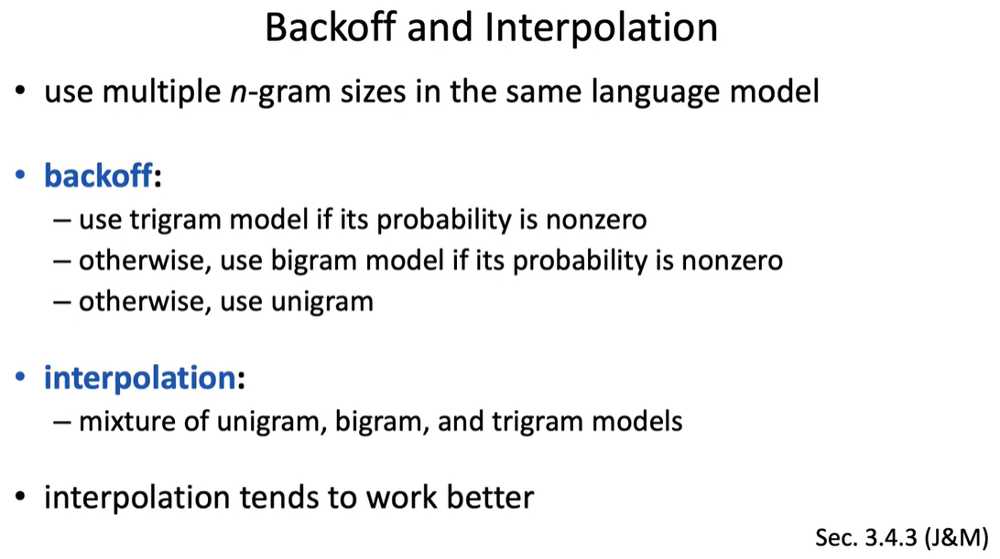 Backoff and Interpolation
• use multiple n-gram sizes in the same language model
• backoff:
– use trigram model if its probability is nonzero
– otherwise, use bigram model if its probability is nonzero
– otherwise, use unigram
• interpolation:
– mixture of unigram, bigram, and trigram models
• interpolation tends to work better
Sec. 3.4.3 (J&M)